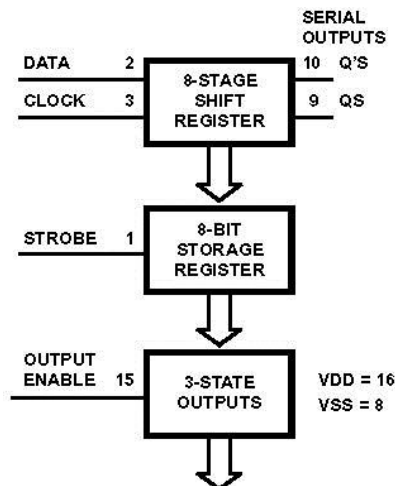 SERIAL
OUTPUTS
DATA 2
10 Q'S
CLOCK 3
9 QS
8-STAGE
SHIFT
REGISTER
STROBE 1
8-BIT
STORAGE
REGISTER
OUTPUT
ENABLE 15
3-STATE
OUTPUTS
VDD = 16
VSS = 8